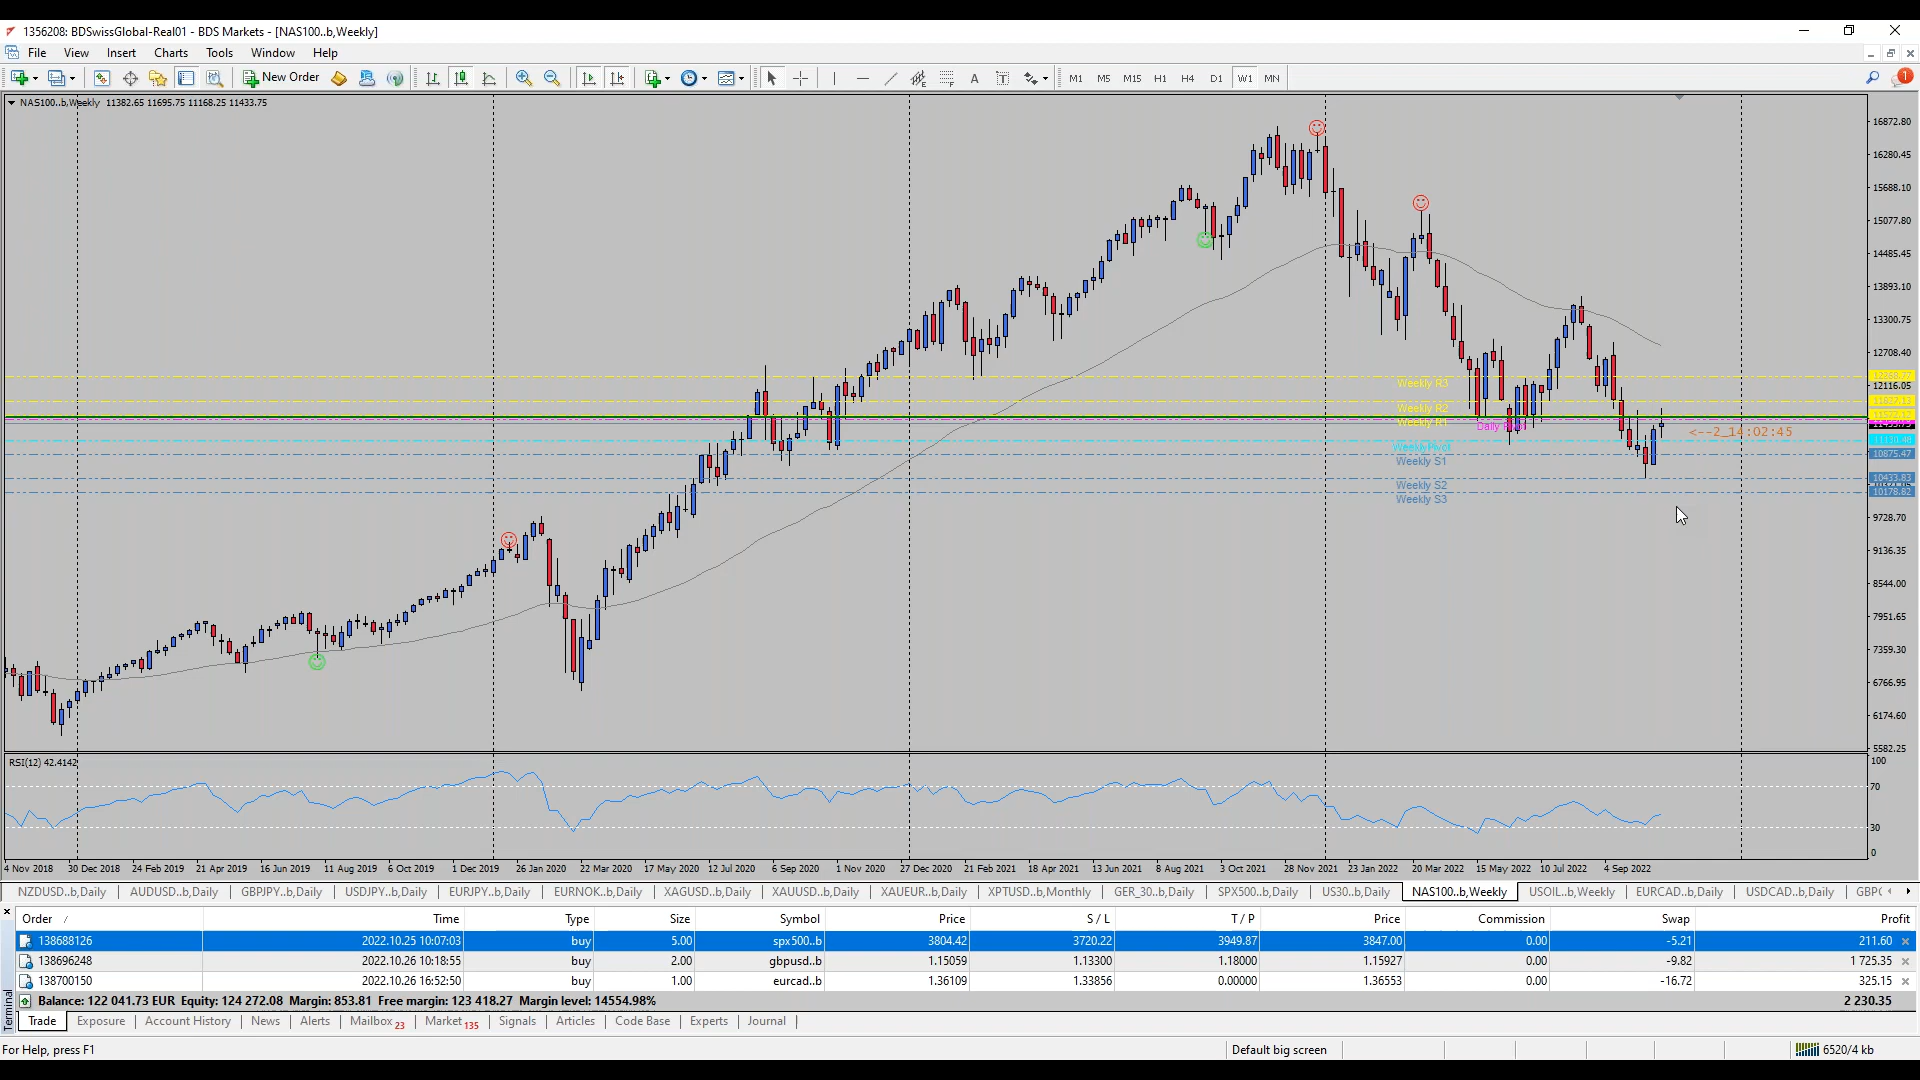 1356208: BDSwissGlobal-Real01 - BDS Markets - [NAS100..b,Weekly]
File View Insert Charts Tools Window Help
New Order M1 M5 M15 H1 H4 D1 W1 MN 1
NAS100..b,Weekly 11382.65 11695.75 11168.25 11433.75
16872.80
16280.45
15688.10
15077.80
14485.45
13893.10
13300.75
12708.40
Weekly R3
12116.05
Weekly R2
Weekly R1
Daily
<--2_14:02:45
Weekly Pivot
10875.47
Weekly S1
10433.83
Weekly S2
10178.82
Weekly S3
9728.70
9136.35
8544.00
7951.65
7359.30
6766.95
6174.60
5582.25
RSI(12) 42.4142
100
70
30
0
4 Nov 2018 30 Dec 2018 24 Feb 2019 21 Apr 2019 16 Jun 2019 11 Aug 2019 6 Oct 2019 1 Dec 2019 26 Jan 2020 22 Mar 2020 17 May 2020 12 Jul 2020 6 Sep 2020 1 Nov 2020 27 Dec 2020 21 Feb 2021 18 Apr 2021 13 Jun 2021 8 Aug 2021 3 Oct 2021 28 Nov 2021 23 Jan 2022 20 Mar 2022 15 May 2022 10 Jul 2022 4 Sep 2022
NZDUSD..b,Daily AUDUSD..b,Daily GBPJPY..b,Daily USDJPY..b,Daily EURJPY..b,Daily EURNOK..b,Daily XAGUSD..b,Daily XAUUSD..b,Daily XAUEUR..b,Daily XPTUSD..b,Monthly GER_30..b,Daily SPX500..b,Daily US30..b,Daily NAS100..b,Weekly USOIL..b,Weekly EURCAD..b,Daily USDCAD..b,Daily GBP(
Order / Time Type Size Symbol Price S / L T / P Price Commission Swap Profit
138688126 2022.10.25 10:07:03 buy 5.00 spx500..b 3804.42 3720.22 3949.87 3847.00 0.00 -5.21 211.60
138696248 2022.10.26 10:18:55 buy 2.00 gbpusd..b 1.15059 1.13300 1.18000 1.15927 0.00 -9.82 1 725.35
138700150 2022.10.26 16:52:50 buy 1.00 eurcad..b 1.36109 1.33856 0.00000 1.36553 0.00 -16.72 325.15
Balance: 122 041.73 EUR Equity: 124 272.08 Margin: 853.81 Free margin: 123 418.27 Margin level: 14554.98% 2 230.35
Terminal
Trade Exposure Account History News Alerts Mailbox 23 Market 135 Signals Articles Code Base Experts Journal
For Help, press F1 Default big screen 6520/4 kb